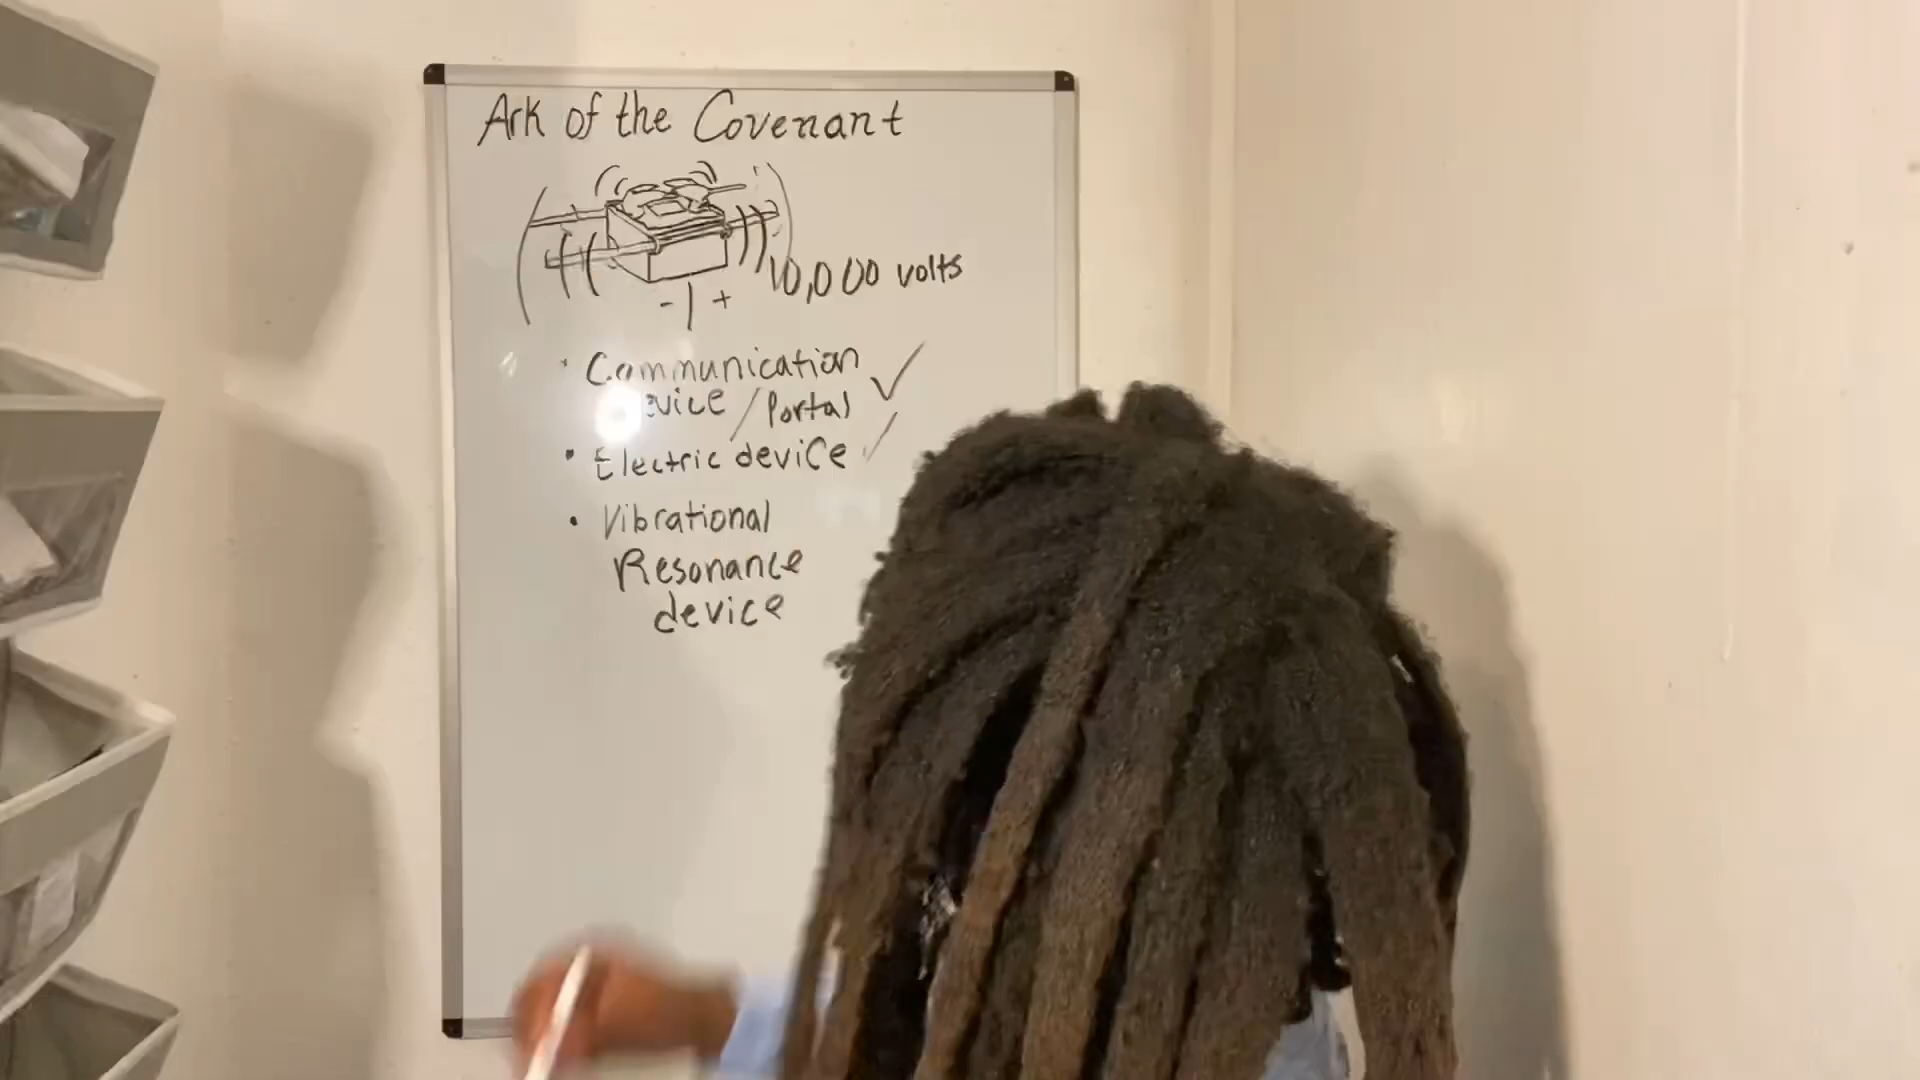 Ark of the Covenant
10,000 volts
- | +
• Communication ✓
device / Portal
• Electric device ✓
• Vibrational
Resonance
device